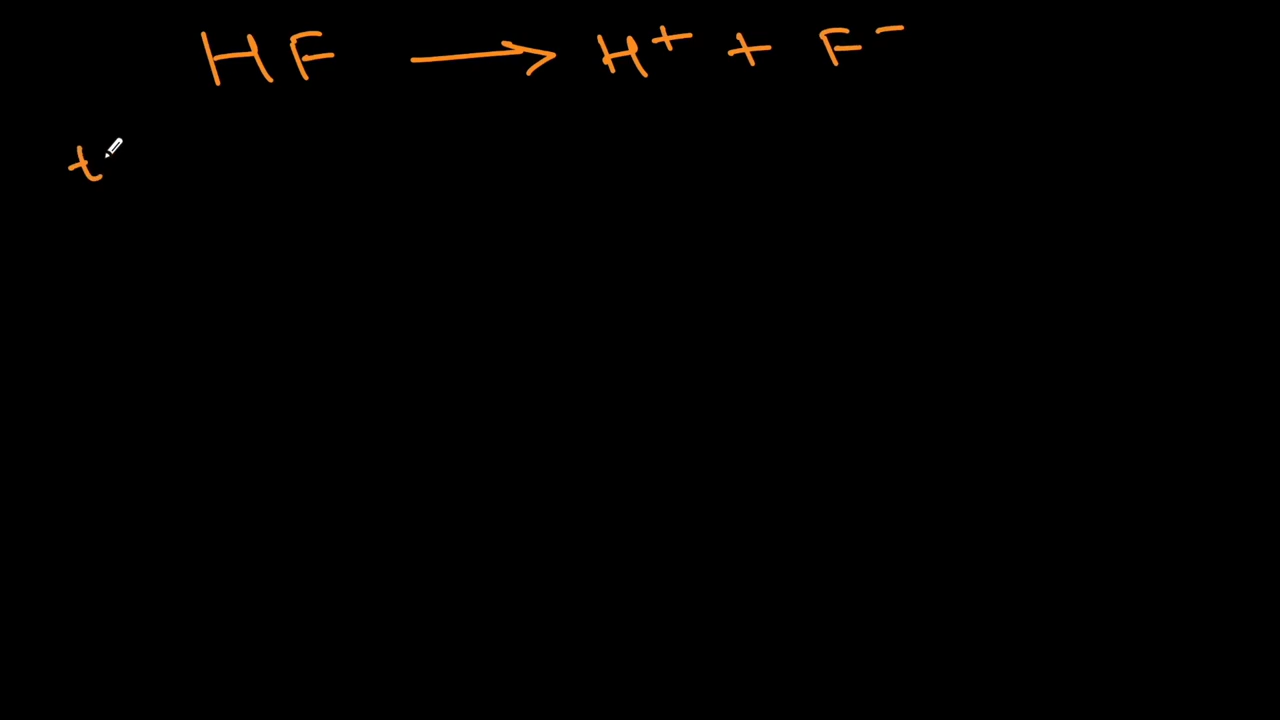 HF → H⁺ + F⁻
t